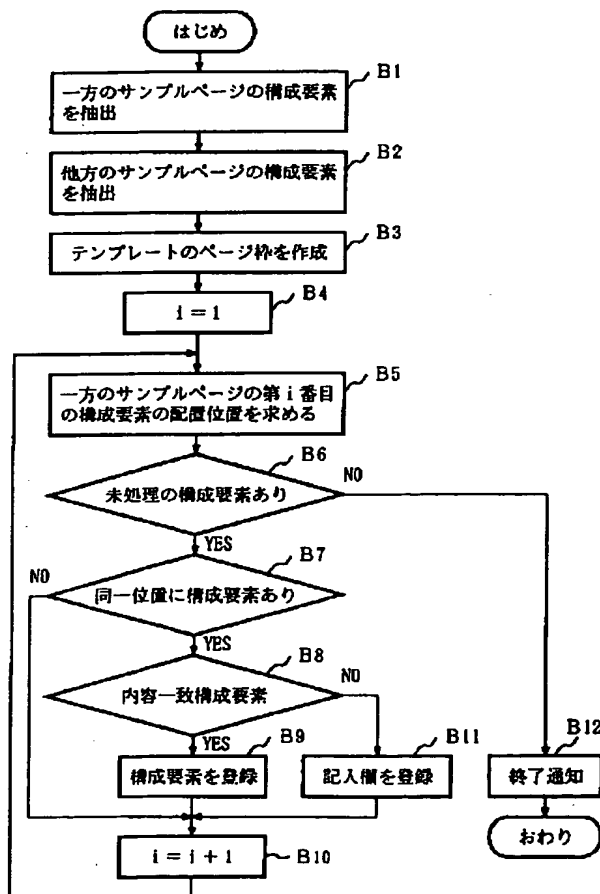 はじめ
B1
一方のサンプルページの構成要素
を抽出
B2
他方のサンプルページの構成要素
を抽出
B3
テンプレートのページ枠を作成
B4
i = 1
B5
一方のサンプルページの第 i 番目
の構成要素の配置位置を求める
B6
未処理の構成要素あり
NO
YES
B7
NO
同一位置に構成要素あり
YES
B8
内容一致構成要素
NO
YES
B9
構成要素を登録
B11
記入欄を登録
B12
終了通知
おわり
i = i + 1
B10